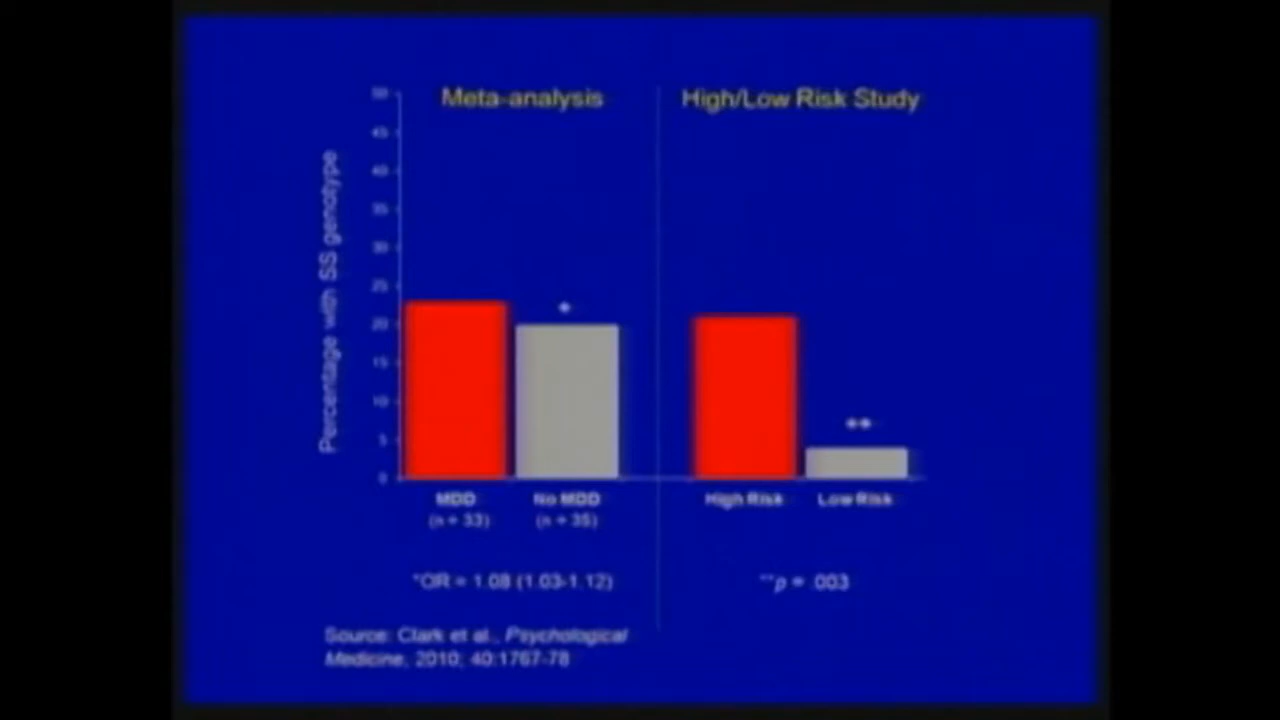 Meta-analysis
High/Low Risk Study
Percentage with SS genotype
50
45
40
35
30
25
20
15
10
5
0
*
**
MDD
(n = 33)
No MDD
(n = 35)
High Risk
Low Risk
*OR = 1.08 (1.03-1.12)
**p = .003
Source: Clark et al., Psychological
Medicine, 2010; 40:1767-78